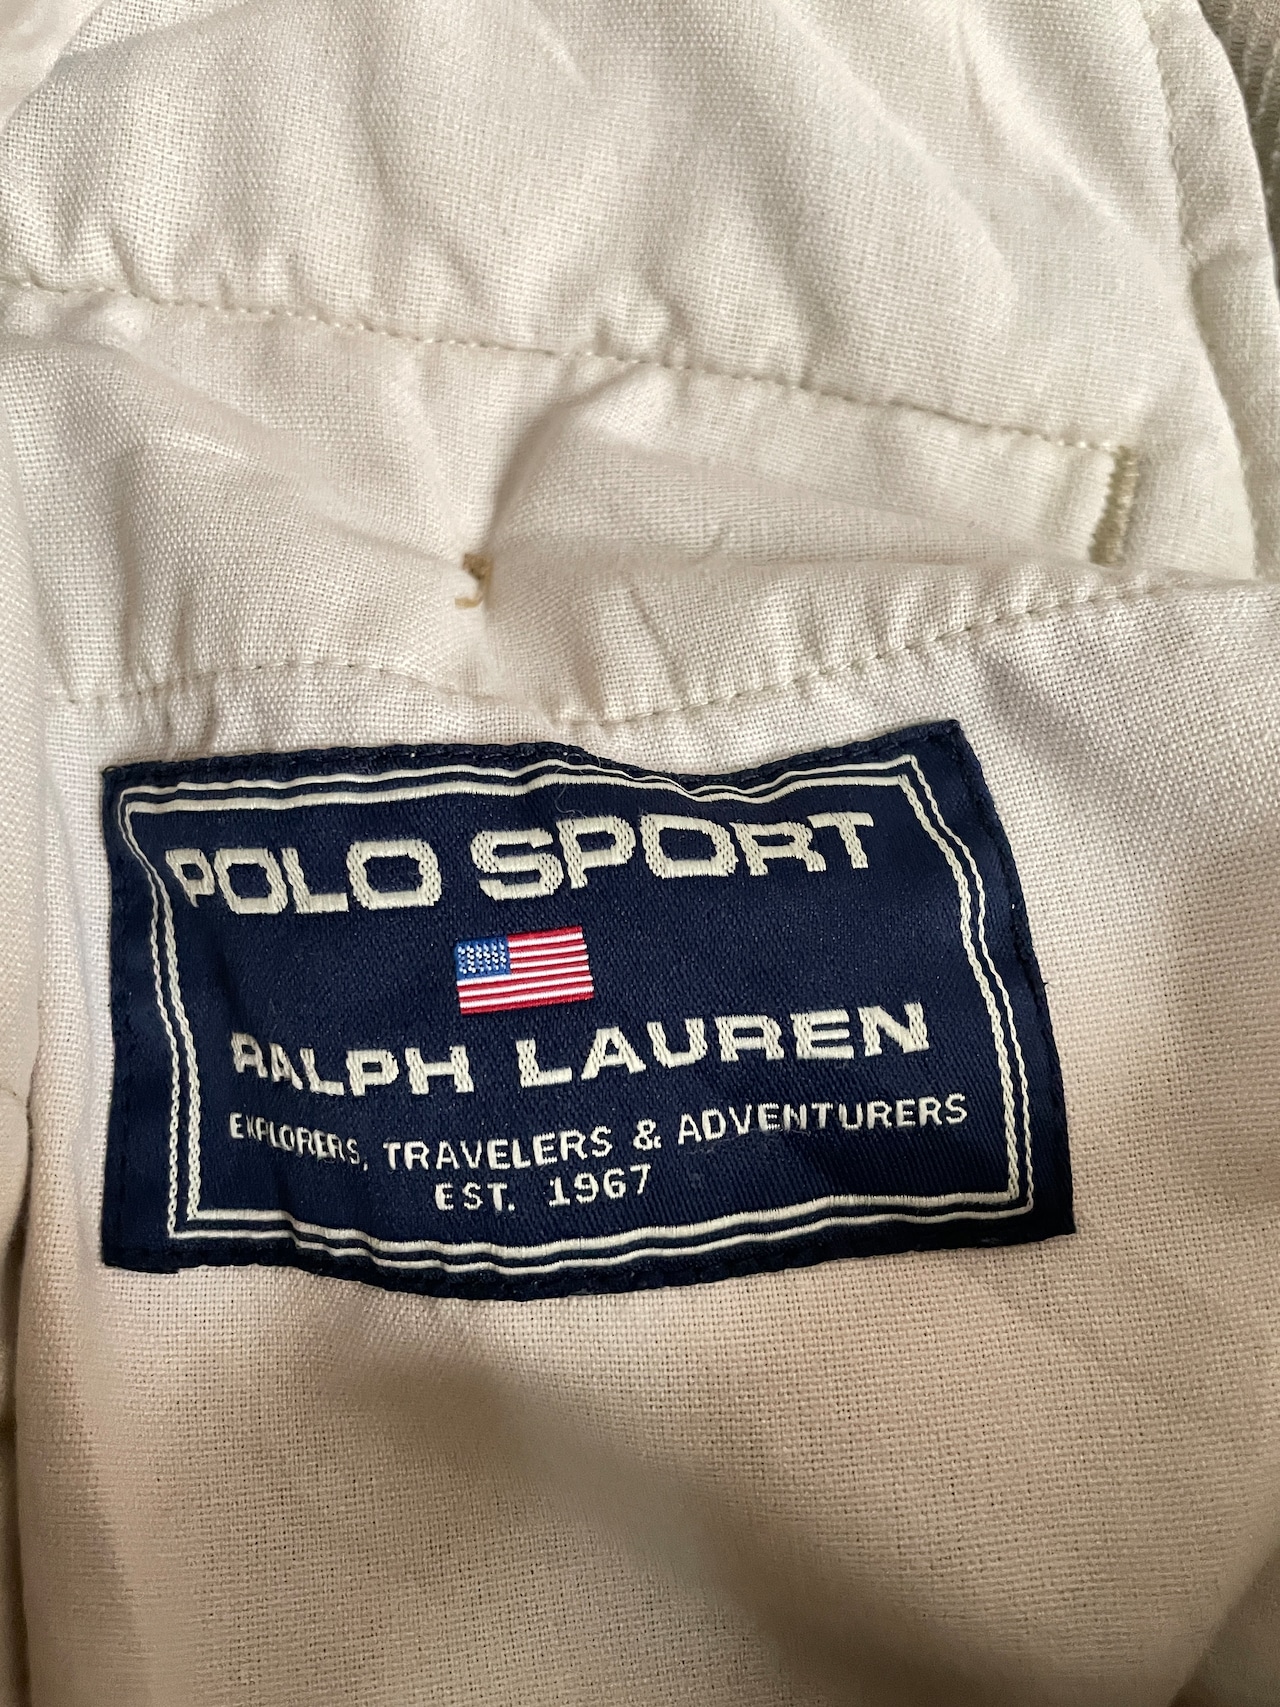 POLO SPORT
RALPH LAUREN
EXPLORERS, TRAVELERS & ADVENTURERS
EST. 1967